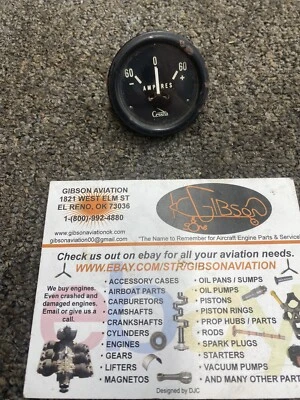 60 0 60
- +
AMPERES
Cessna
GIBSON AVIATION
1821 WEST ELM ST
EL RENO, OK 73036
1-(800)-992-4880
www.gibsonaviationok.com
gibsonaviation00@gmail.com
GIBSON
"The Name to Remember for Aircraft Engine Parts & Service
Check us out on ebay for all your aviation needs.
WWW.EBAY.COM/STR/GIBSONAVIATION
We buy engines.
Even crashed and
damaged engines.
Email or give us a
call.
• ACCESSORY CASES
• AIRBOAT PARTS
• CARBURETORS
• CAMSHAFTS
• CRANKSHAFTS
• CYLINDERS
• ENGINES
• GEARS
• LIFTERS
• MAGNETOS
• OIL PANS / SUMPS
• OIL PUMPS
• PISTONS
• PISTON RINGS
• PROP HUBS / PARTS
• RODS
• SPARK PLUGS
• STARTERS
• VACUUM PUMPS
• AND MANY OTHER PART
Designed by DJC